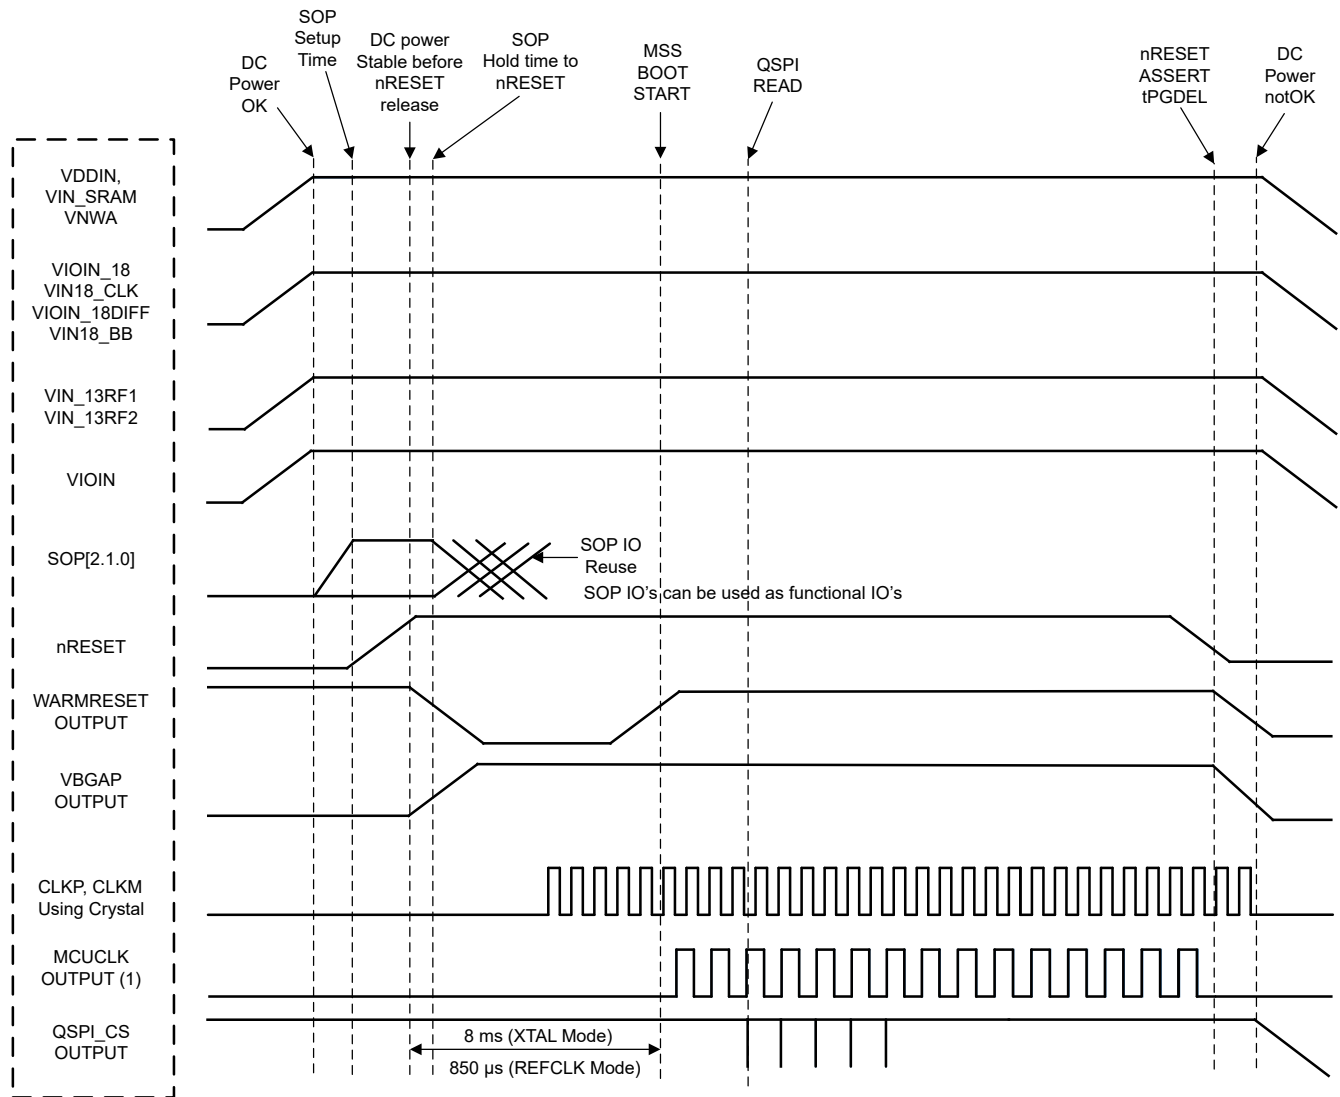 SOP
Setup
Time
DC power
Stable before
nRESET
release
SOP
Hold time to
nRESET
DC
Power
OK
MSS
BOOT
START
QSPI
READ
nRESET
ASSERT
tPGDEL
DC
Power
notOK
VDDIN,
VIN_SRAM
VNWA
VIOIN_18
VIN18_CLK
VIOIN_18DIFF
VIN18_BB
VIN_13RF1
VIN_13RF2
VIOIN
SOP[2.1.0]
SOP IO
Reuse
SOP IO's can be used as functional IO's
nRESET
WARMRESET
OUTPUT
VBGAP
OUTPUT
CLKP, CLKM
Using Crystal
MCUCLK
OUTPUT (1)
QSPI_CS
OUTPUT
8 ms (XTAL Mode)
850 µs (REFCLK Mode)